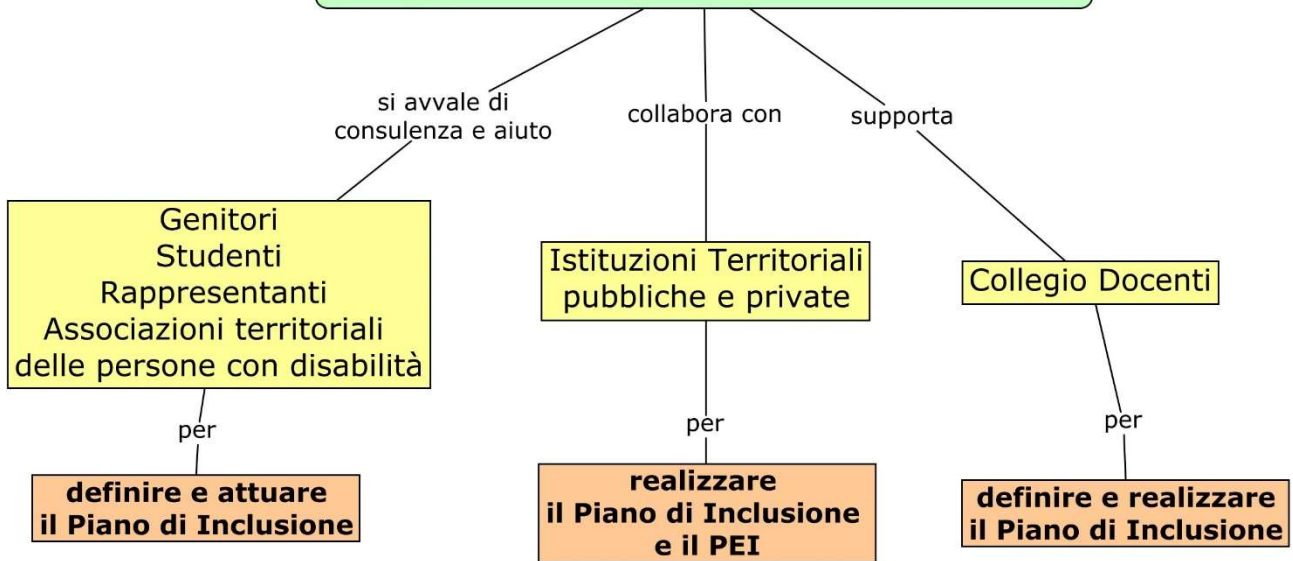 si avvale di
consulenza e aiuto
collabora con
supporta
Genitori
Studenti
Rappresentanti
Associazioni territoriali
delle persone con disabilità
Istituzioni Territoriali
pubbliche e private
Collegio Docenti
per
per
per
definire e attuare
il Piano di Inclusione
realizzare
il Piano di Inclusione
e il PEI
definire e realizzare
il Piano di Inclusione